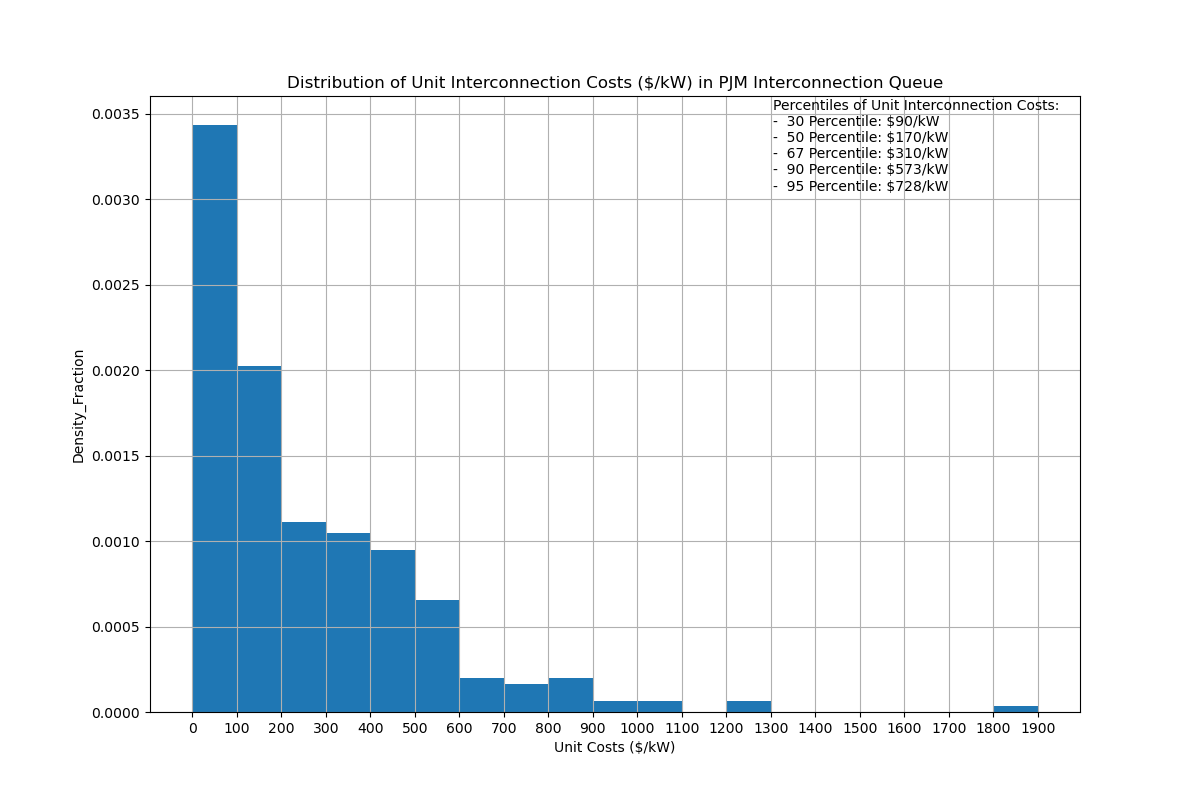 Distribution of Unit Interconnection Costs ($/kW) in PJM Interconnection Queue
Percentiles of Unit Interconnection Costs:
-  30 Percentile: $90/kW
-  50 Percentile: $170/kW
-  67 Percentile: $310/kW
-  90 Percentile: $573/kW
-  95 Percentile: $728/kW
0.0035
0.0030
0.0025
0.0020
0.0015
0.0010
0.0005
0.0000
Density_Fraction
0 100 200 300 400 500 600 700 800 900 1000 1100 1200 1300 1400 1500 1600 1700 1800 1900
Unit Costs ($/kW)